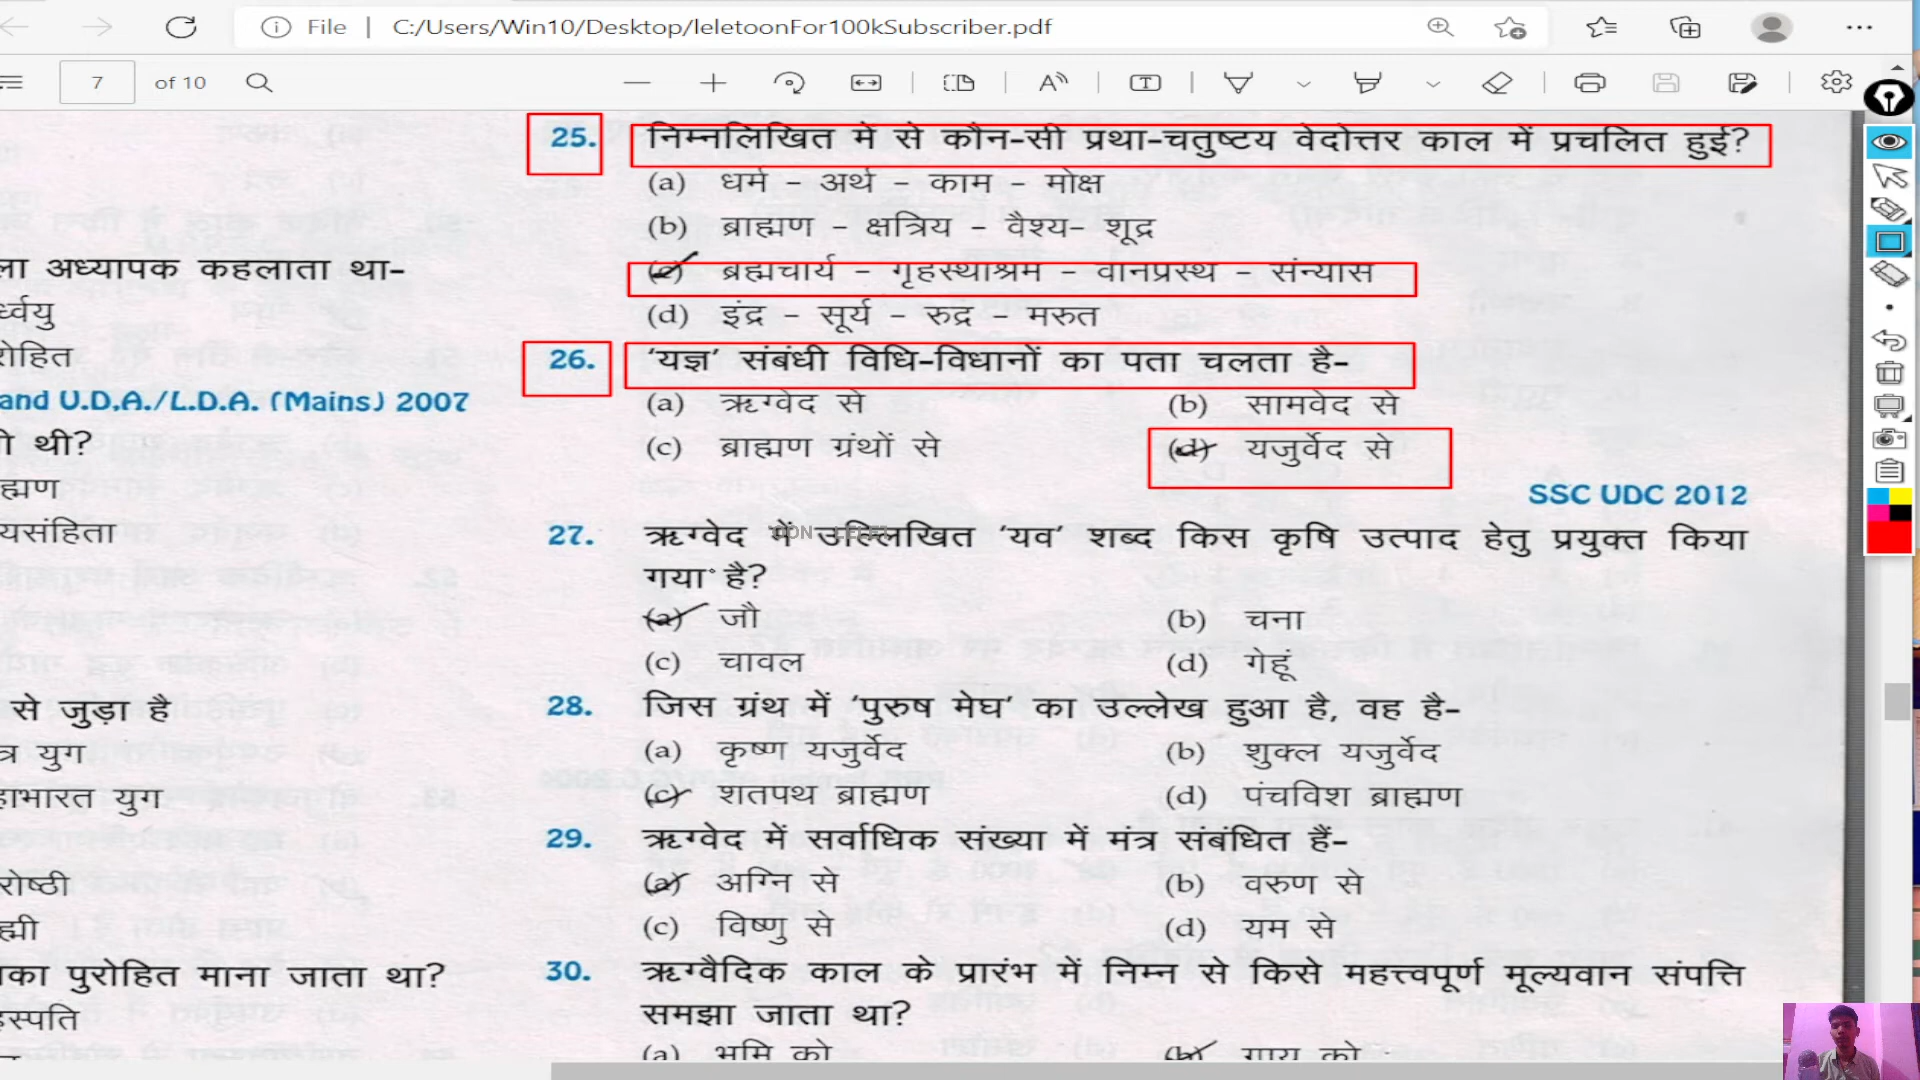 File | C:/Users/Win10/Desktop/leletoonFor100kSubscriber.pdf
7 of 10
ला अध्यापक कहलाता था-
र्ध्वयु
रोहित
and U.D.A./L.D.A. (Mains) 2007
ी थी?
ह्मण
यसंहिता
से जुड़ा है
त्र युग
हाभारत युग
रोष्ठी
ह्मी
का पुरोहित माना जाता था?
हस्पति
25. निम्नलिखित में से कौन-सी प्रथा-चतुष्टय वेदोत्तर काल में प्रचलित हुई?
(a) धर्म - अर्थ - काम - मोक्ष
(b) ब्राह्मण - क्षत्रिय - वैश्य- शूद्र
(c) ब्रह्मचार्य - गृहस्थाश्रम - वानप्रस्थ - संन्यास
(d) इंद्र - सूर्य - रुद्र - मरुत
26. ‘यज्ञ’ संबंधी विधि-विधानों का पता चलता है-
(a) ऋग्वेद से (b) सामवेद से
(c) ब्राह्मण ग्रंथों से (d) यजुर्वेद से
SSC UDC 2012
27. ऋग्वेद में उल्लिखित ‘यव’ शब्द किस कृषि उत्पाद हेतु प्रयुक्त किया
गया है?
(a) जौ (b) चना
(c) चावल (d) गेहूं
28. जिस ग्रंथ में ‘पुरुष मेघ’ का उल्लेख हुआ है, वह है-
(a) कृष्ण यजुर्वेद (b) शुक्ल यजुर्वेद
(c) शतपथ ब्राह्मण (d) पंचविश ब्राह्मण
29. ऋग्वेद में सर्वाधिक संख्या में मंत्र संबंधित हैं-
(a) अग्नि से (b) वरुण से
(c) विष्णु से (d) यम से
30. ऋग्वैदिक काल के प्रारंभ में निम्न से किसे महत्त्वपूर्ण मूल्यवान संपत्ति
समझा जाता था?
(a) भूमि को (b) गाय को